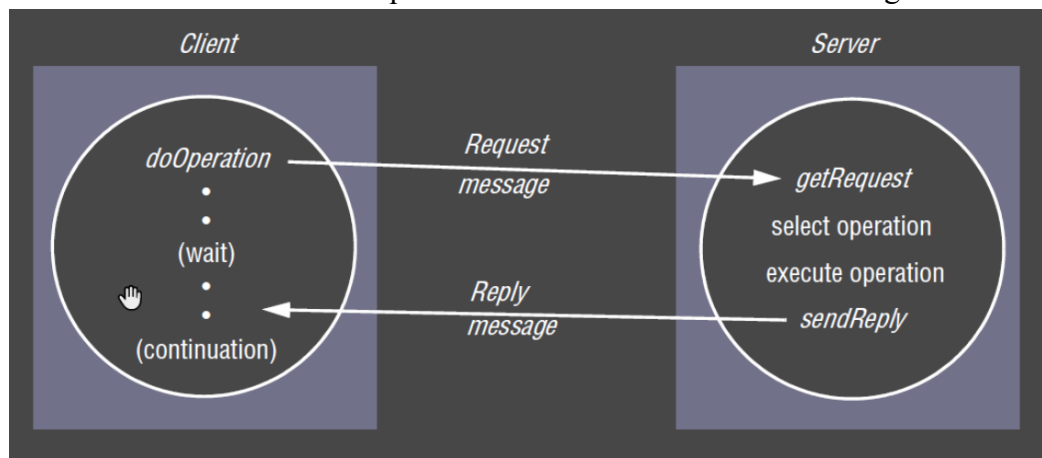 Client
Server
doOperation
Request
message
getRequest
select operation
(wait)
execute operation
Reply
message
sendReply
(continuation)